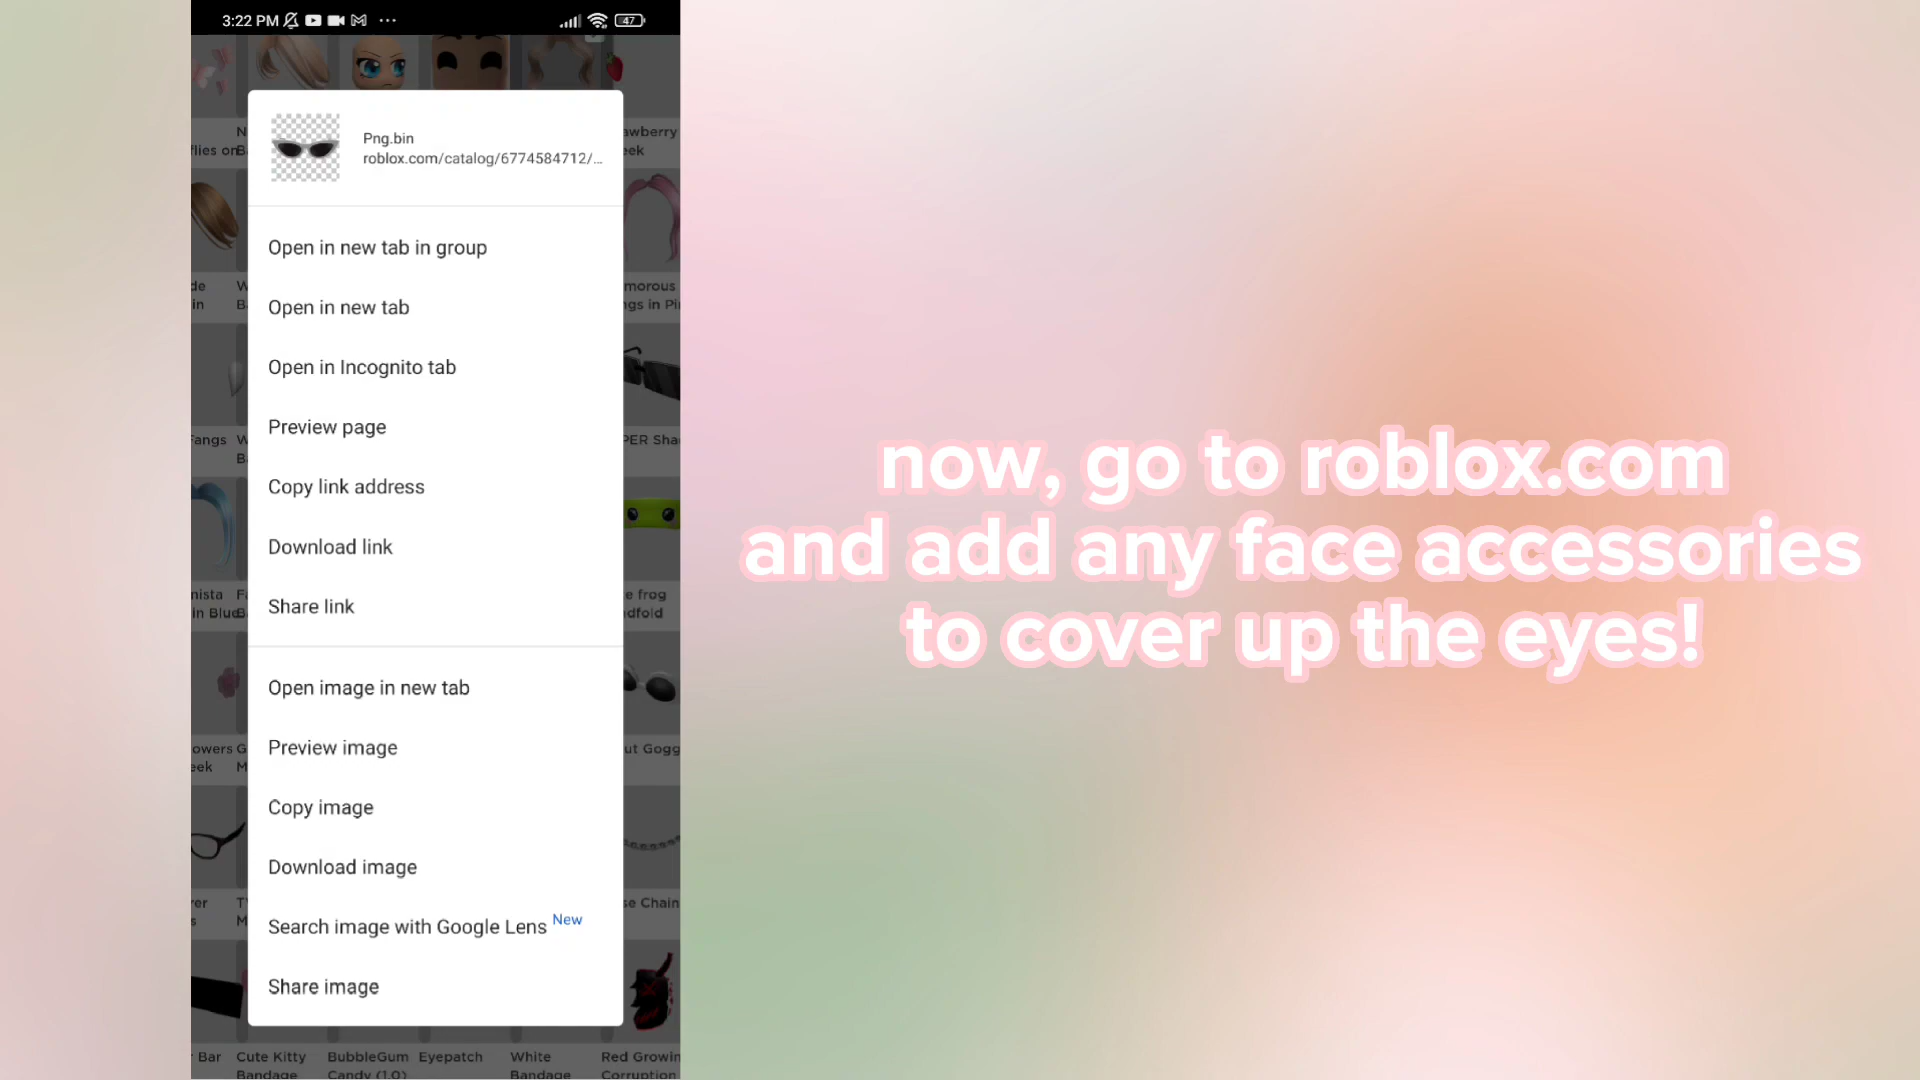 3:22 PM
47
Png.bin
roblox.com/catalog/6774584712/...
Open in new tab in group
Open in new tab
Open in Incognito tab
Preview page
Copy link address
Download link
Share link
Open image in new tab
Preview image
Copy image
Download image
Search image with Google Lens New
Share image
Cute Kitty
Bandage
BubbleGum
Candy (1.0)
Eyepatch
White
Bandage
Red Growin
Corruption
now, go to roblox.com
and add any face accessories
to cover up the eyes!